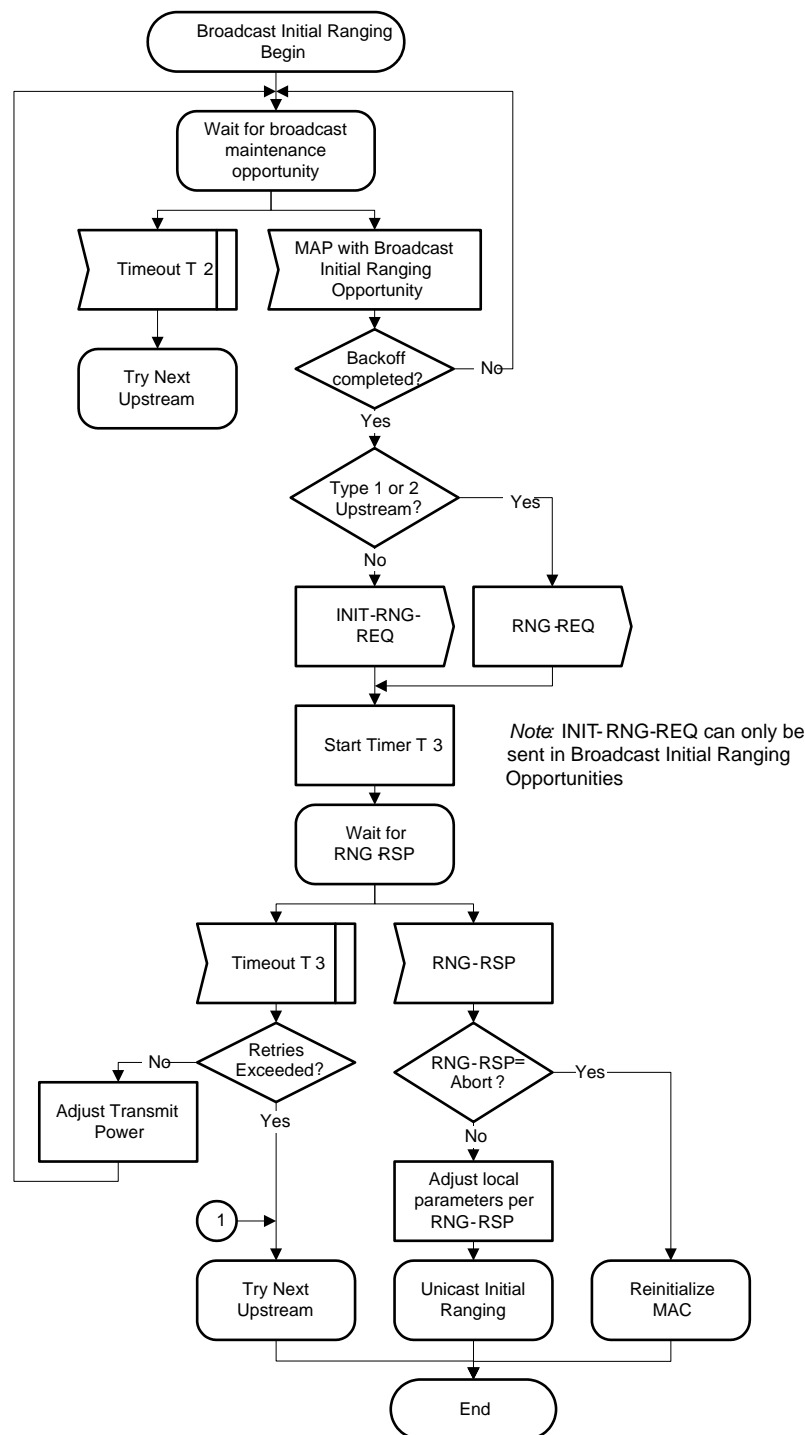 Broadcast Initial Ranging
Begin
Wait for broadcast
maintenance
opportunity
Timeout T 2
MAP with Broadcast
Initial Ranging
Opportunity
Try Next
Upstream
Backoff
completed?
No
Yes
Type 1 or 2
Upstream?
Yes
No
INIT-RNG-
REQ
RNG-REQ
Start Timer T 3
Note: INIT-RNG-REQ can only be
sent in Broadcast Initial Ranging
Opportunities
Wait for
RNG-RSP
Timeout T 3
RNG-RSP
Retries
Exceeded?
No
Yes
RNG-RSP=
Abort?
Yes
No
Adjust Transmit
Power
Adjust local
parameters per
RNG-RSP
1
Try Next
Upstream
Unicast Initial
Ranging
Reinitialize
MAC
End